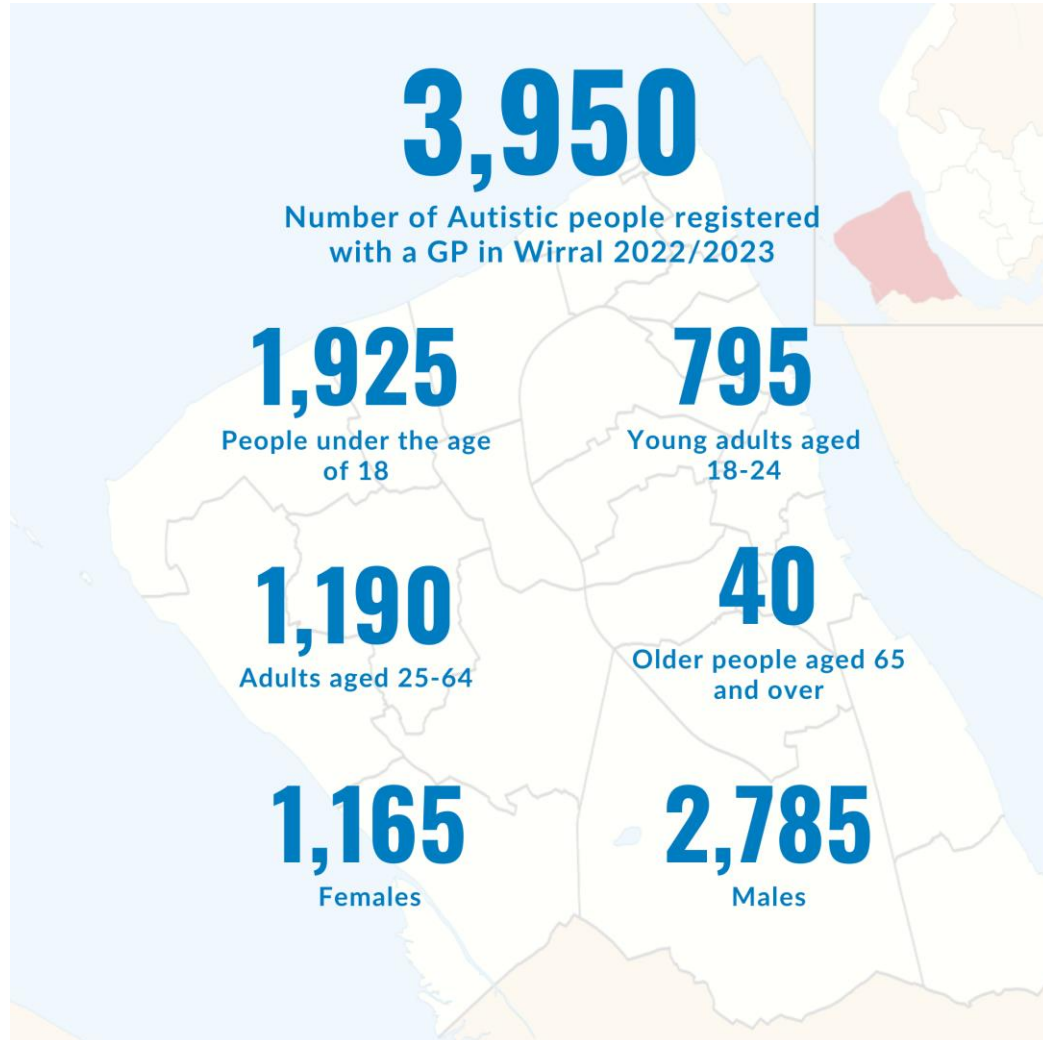 3,950
Number of Autistic people registered
with a GP in Wirral 2022/2023
1,925
People under the age
of 18
795
Young adults aged
18-24
1,190
Adults aged 25-64
40
Older people aged 65
and over
1,165
Females
2,785
Males